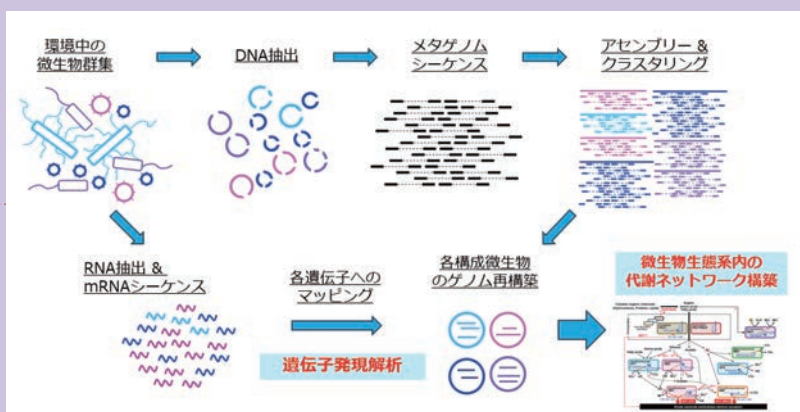 環境中の
微生物群集
DNA抽出
メタゲノム
シーケンス
アセンブリー &
クラスタリング
RNA抽出 &
mRNAシーケンス
各遺伝子への
マッピング
遺伝子発現解析
各構成微生物
のゲノム再構築
微生物生態系内の
代謝ネットワーク構築